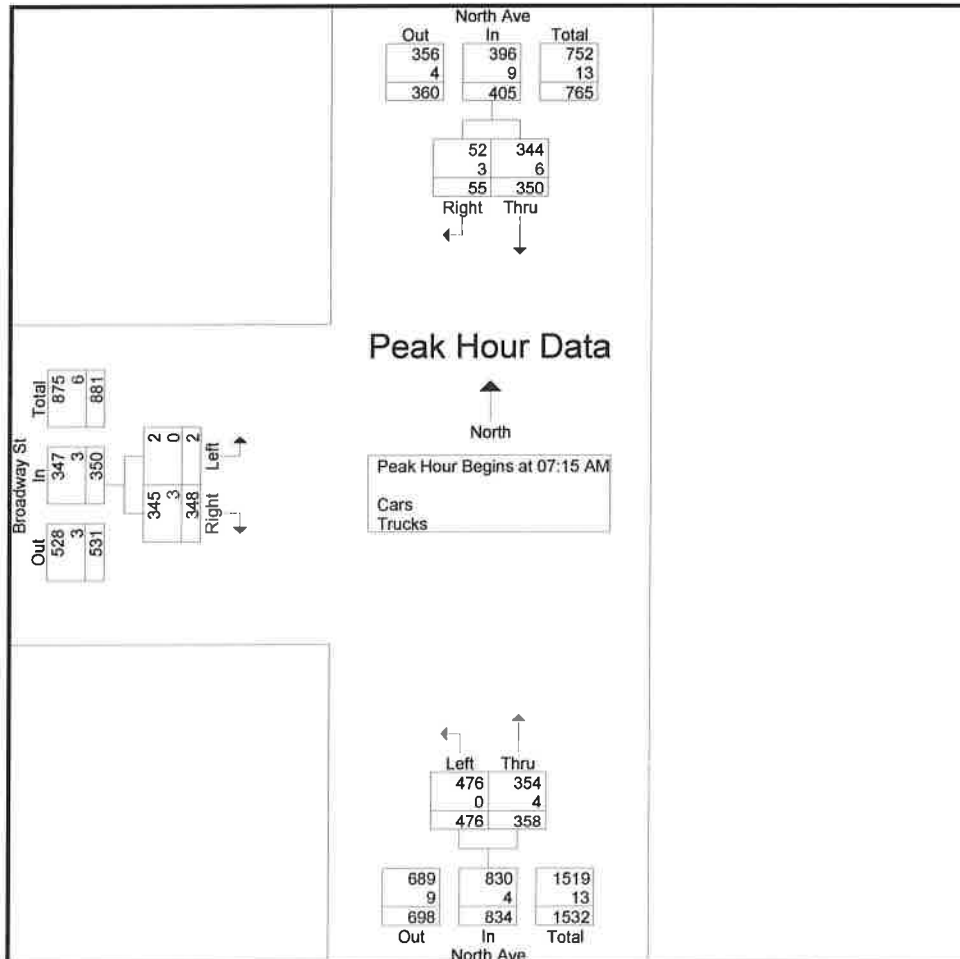 North Ave
Out In Total
356 396 752
4 9 13
360 405 765
52 344
3 6
55 350
Right Thru
Peak Hour Data
North
Peak Hour Begins at 07:15 AM
Cars
Trucks
Broadway St
Out In Total
528 347 875
3 3 6
531 350 881
345 2
3 0
348 2
Right Left
Left Thru
476 354
0 4
476 358
689 830 1519
9 4 13
698 834 1532
Out In Total
North Ave